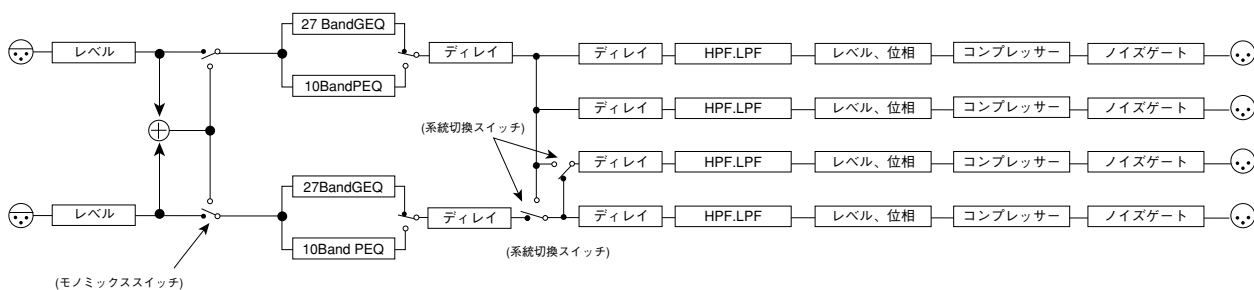 27 BandGEQ
レベル
ディレイ
ディレイ
HPF.LPF
レベル、位相
コンプレッサー
ノイズゲート
10BandPEQ
ディレイ
HPF.LPF
レベル、位相
コンプレッサー
ノイズゲート
(系統切換スイッチ)
ディレイ
HPF.LPF
レベル、位相
コンプレッサー
ノイズゲート
27BandGEQ
レベル
ディレイ
ディレイ
HPF.LPF
レベル、位相
コンプレッサー
ノイズゲート
10Band PEQ
(系統切換スイッチ)
(モノミックススイッチ)